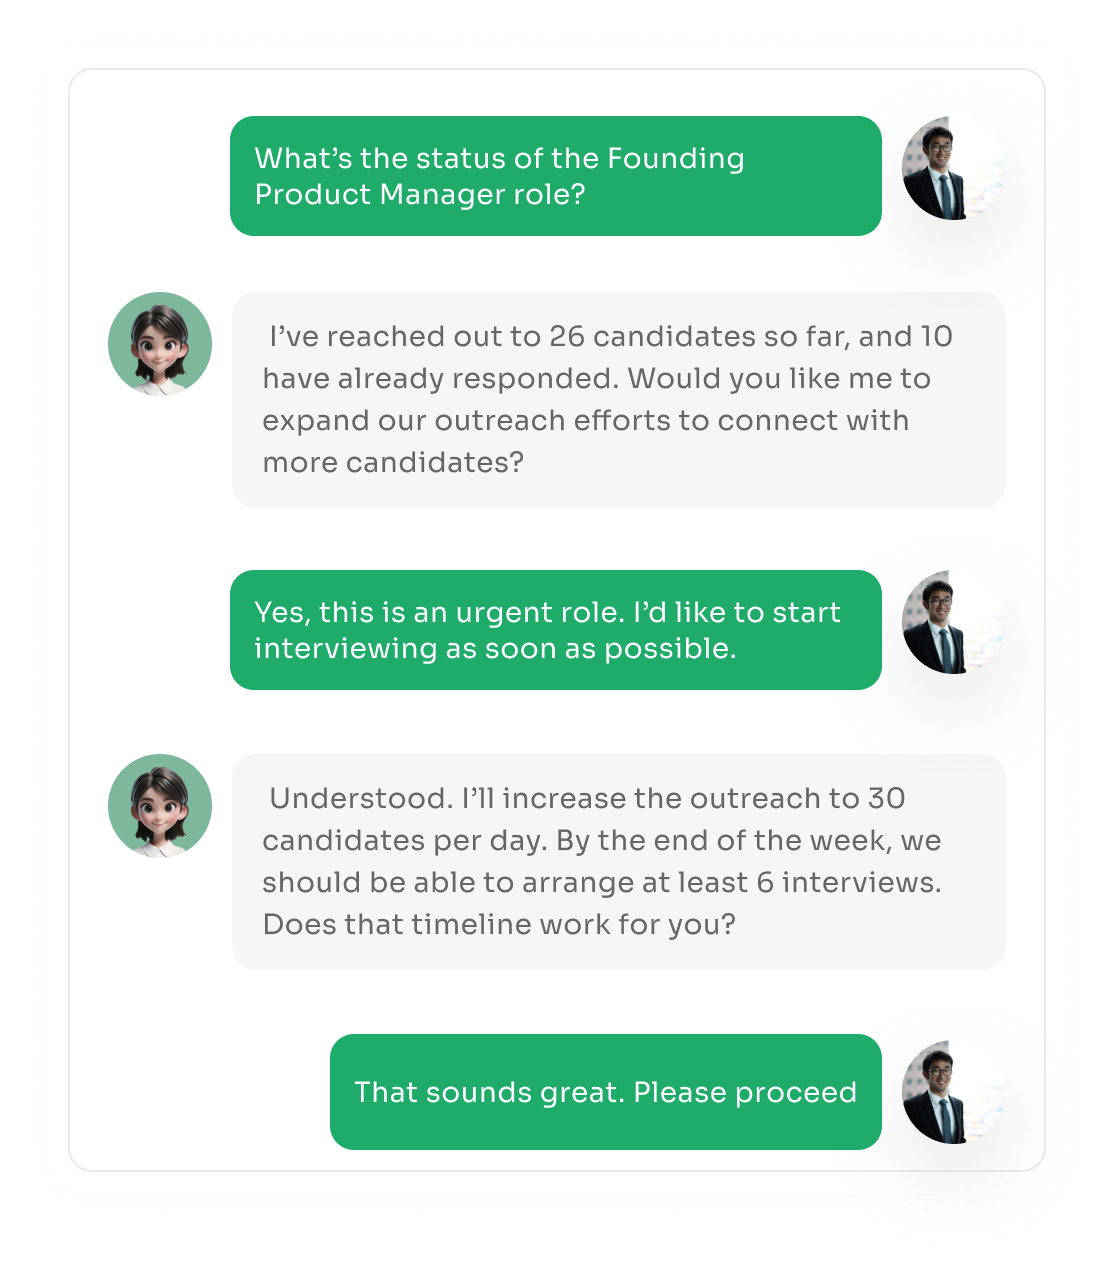 What’s the status of the Founding
Product Manager role?
I’ve reached out to 26 candidates so far, and 10
have already responded. Would you like me to
expand our outreach efforts to connect with
more candidates?
Yes, this is an urgent role. I’d like to start
interviewing as soon as possible.
Understood. I’ll increase the outreach to 30
candidates per day. By the end of the week, we
should be able to arrange at least 6 interviews.
Does that timeline work for you?
That sounds great. Please proceed